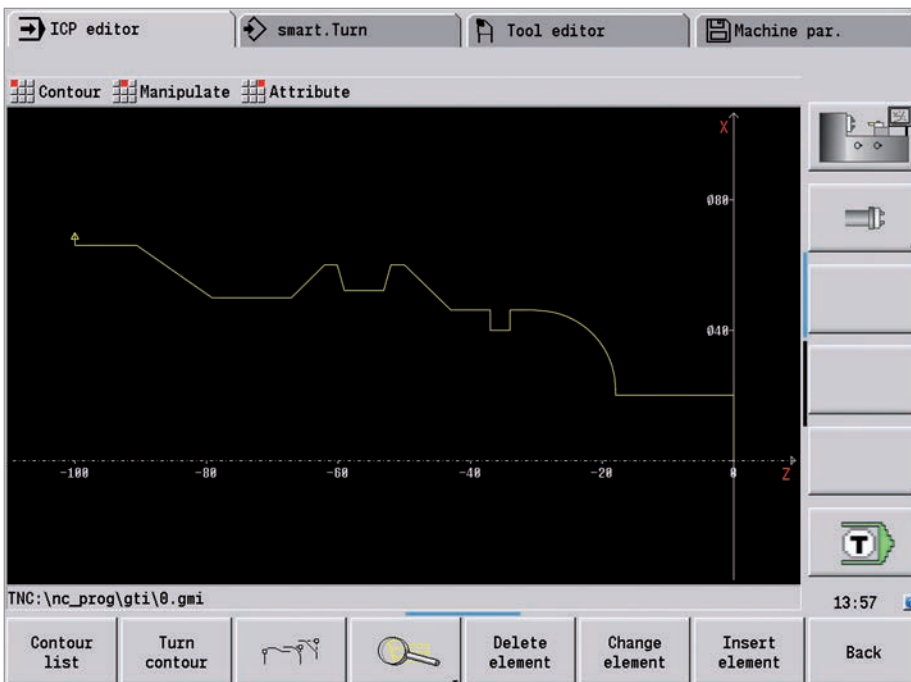 ICP editor
smart.Turn
Tool editor
Machine par.
Contour Manipulate Attribute
X
Ø80
Ø40
-100 -80 -60 -40 -20 0 Z
TNC:\nc_prog\gti\0.gmi
13:57
Contour list
Turn contour
Delete element
Change element
Insert element
Back
T